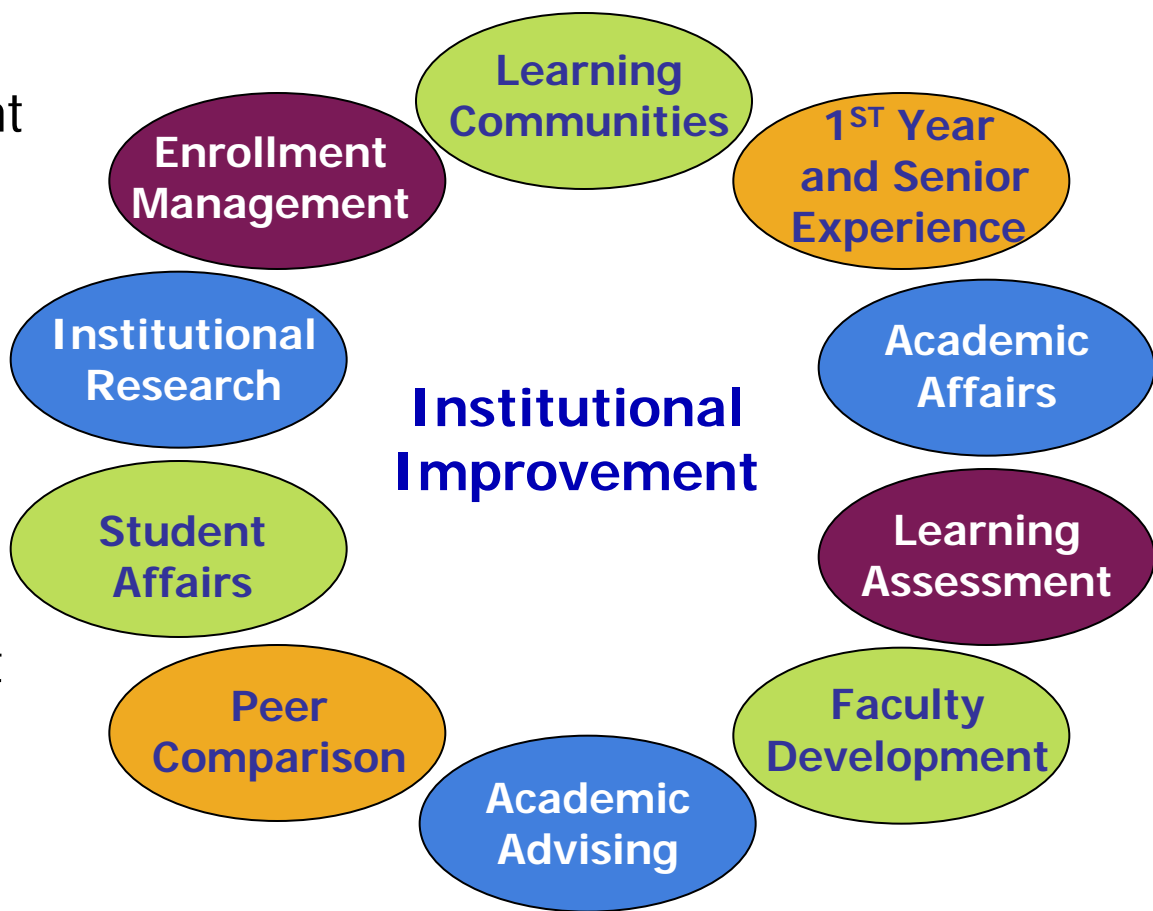 Learning
Communities
1ST Year
and Senior
Experience
Academic
Affairs
Learning
Assessment
Faculty
Development
Academic
Advising
Peer
Comparison
Student
Affairs
Institutional
Research
Enrollment
Management
Institutional
Improvement